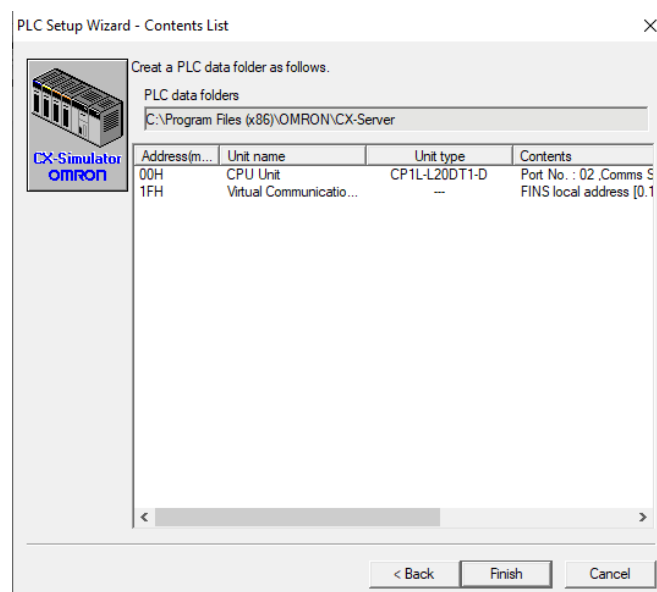 PLC Setup Wizard - Contents List
Creat a PLC data folder as follows.
PLC data folders
C:\Program Files (x86)\OMRON\CX-Server
CX-Simulator
OMRON
Address(m... Unit name Unit type Contents
00H CPU Unit CP1L-L20DT1-D Port No. : 02 ,Comms S
1FH Virtual Communicatio... --- FINS local address [0.1
< Back Finish Cancel